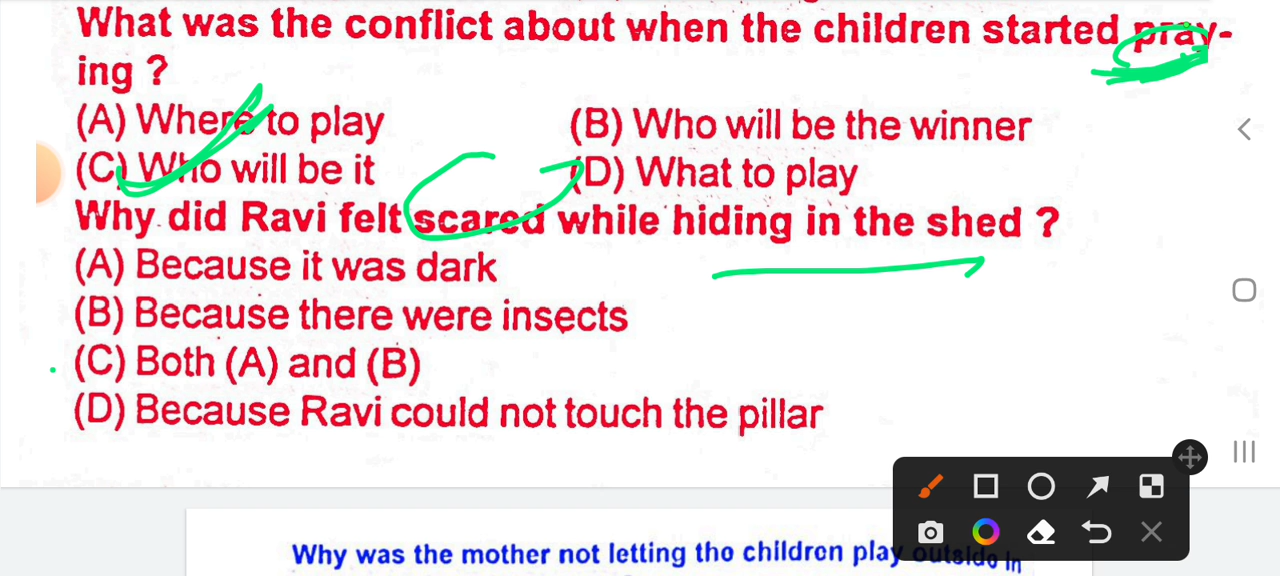 What was the conflict about when the children started pray-
ing ?
(A) Where to play (B) Who will be the winner
(C) Who will be it (D) What to play
Why did Ravi felt scared while hiding in the shed ?
(A) Because it was dark
(B) Because there were insects
(C) Both (A) and (B)
(D) Because Ravi could not touch the pillar
Why was the mother not letting tho children play outside in